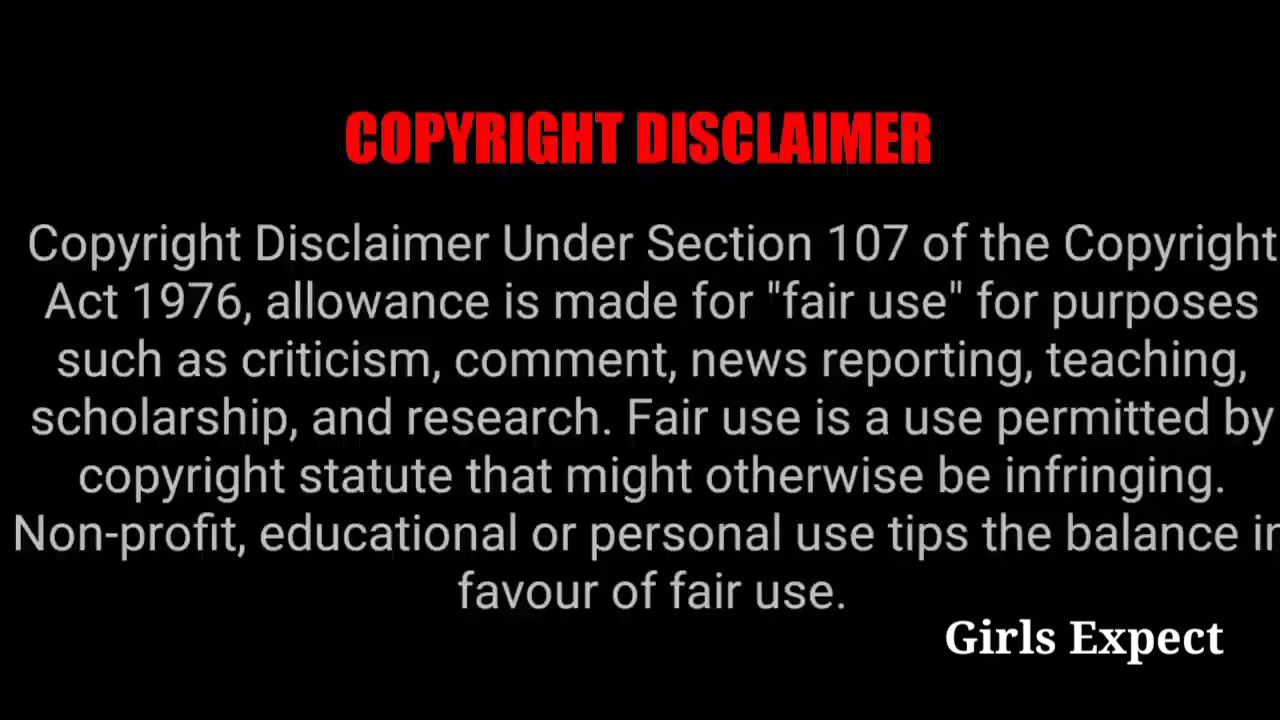 COPYRIGHT DISCLAIMER
Copyright Disclaimer Under Section 107 of the Copyright
Act 1976, allowance is made for "fair use" for purposes
such as criticism, comment, news reporting, teaching,
scholarship, and research. Fair use is a use permitted by
copyright statute that might otherwise be infringing.
Non-profit, educational or personal use tips the balance in
favour of fair use.
Girls Expect